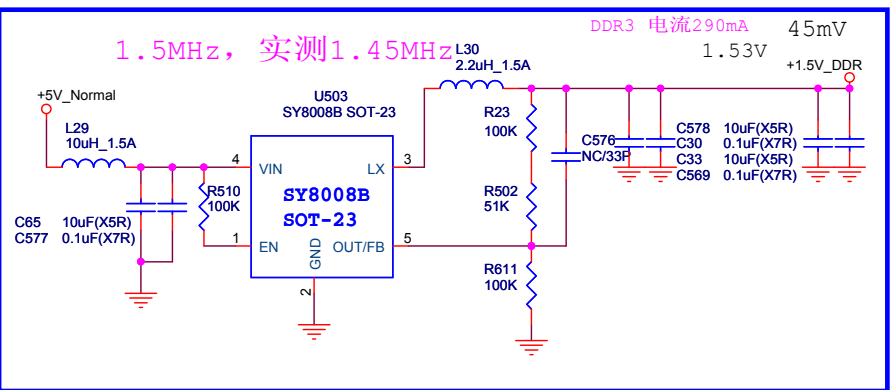 DDR3 电流290mA
45mV
1.5MHz，实测1.45MHz
1.53V
L30
2.2uH_1.5A
+1.5V_DDR
+5V_Normal
U503
SY8008B SOT-23
R23
100K
L29
10uH_1.5A
C576
NC/33P
C578 10uF(X5R)
C30 0.1uF(X7R)
C33 10uF(X5R)
C569 0.1uF(X7R)
4
VIN
LX
3
R510
100K
SY8008B
SOT-23
R502
51K
C65 10uF(X5R)
C577 0.1uF(X7R)
1
EN
GND
OUT/FB
5
2
R611
100K